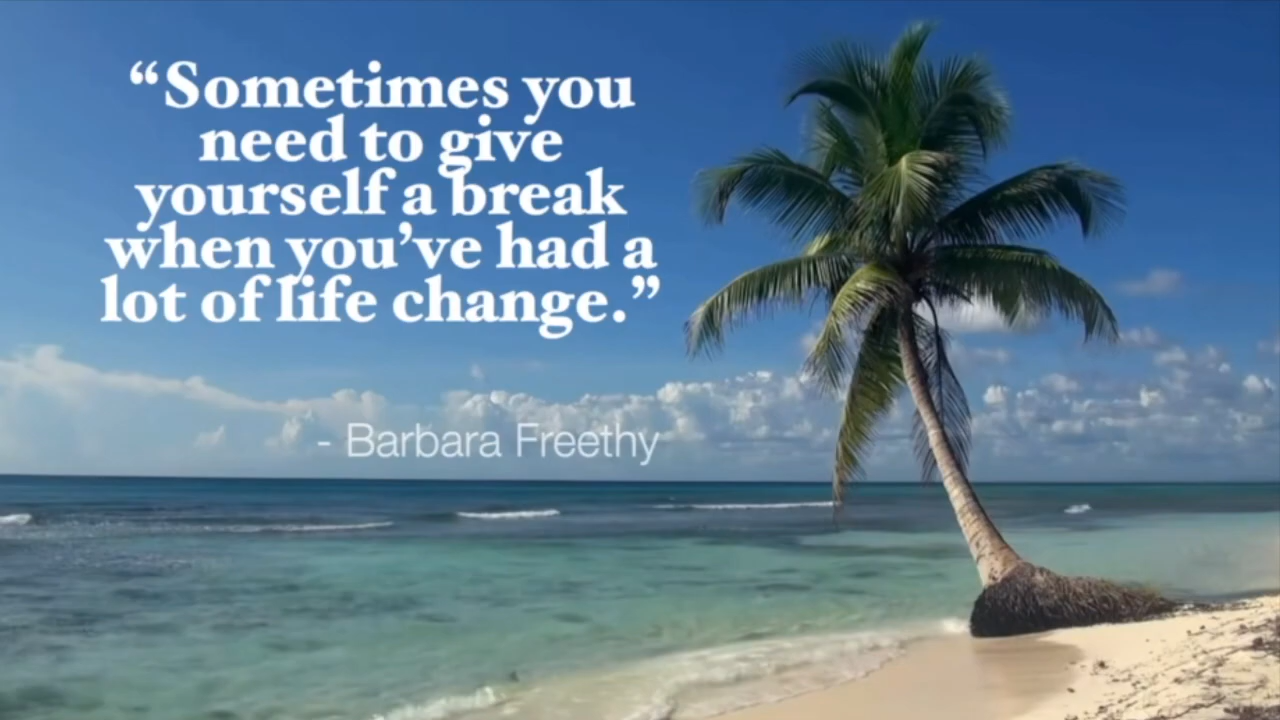 “Sometimes you
need to give
yourself a break
when you’ve had a
lot of life change.”
- Barbara Freethy